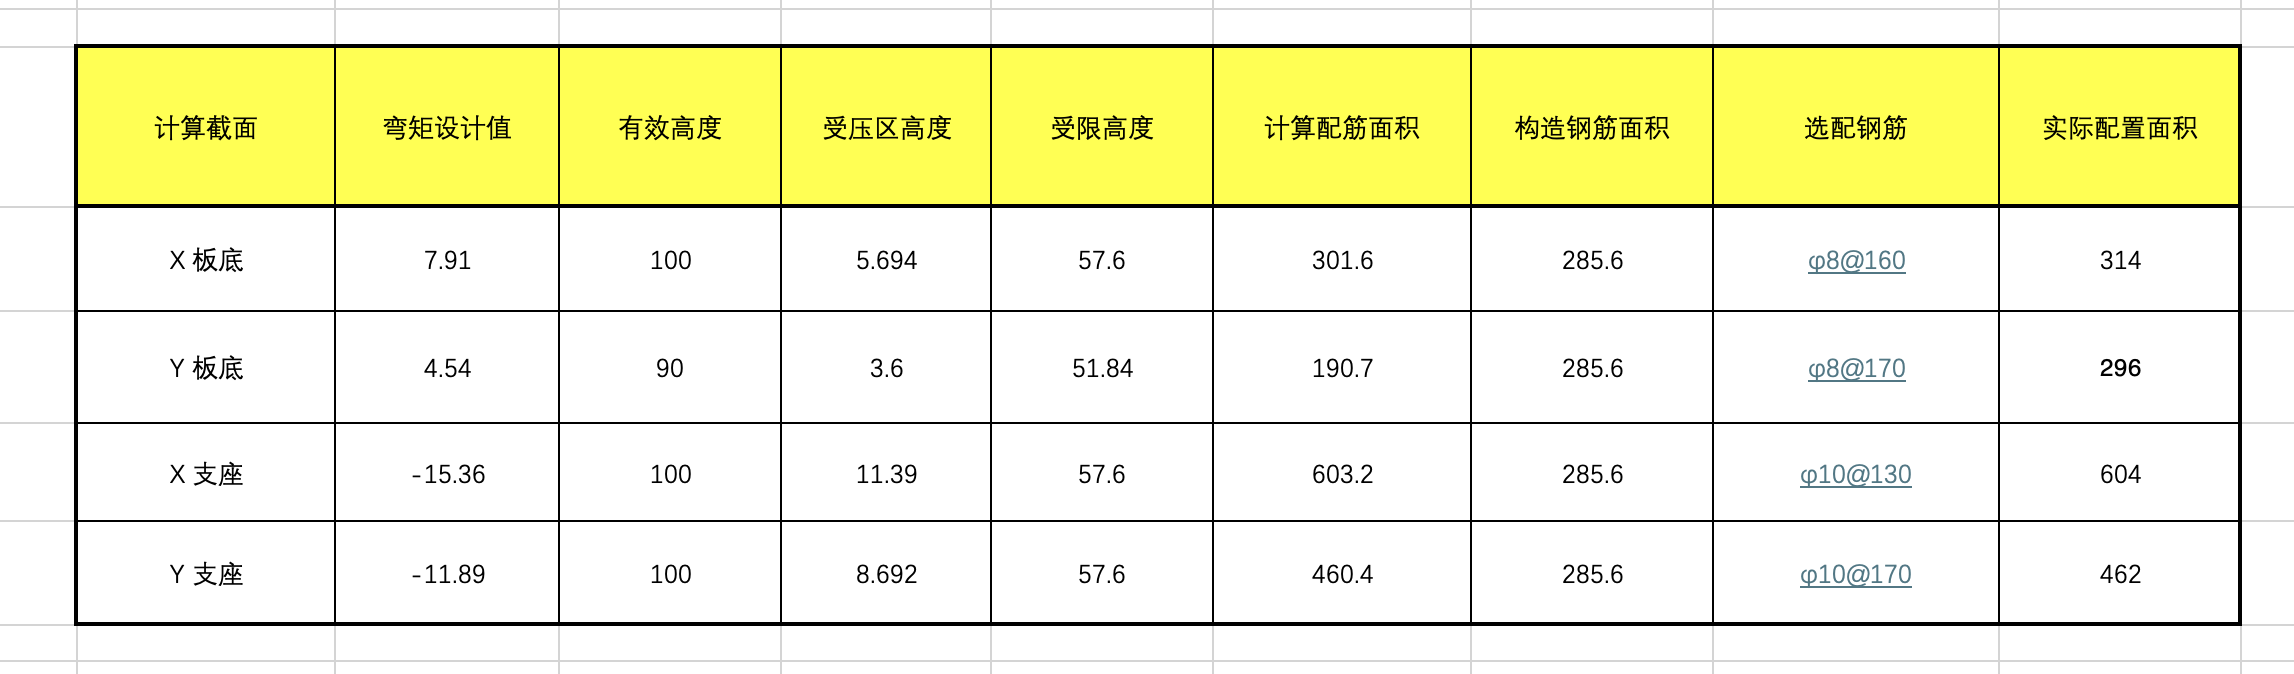 计算截面 弯矩设计值 有效高度 受压区高度 受限高度 计算配筋面积 构造钢筋面积 选配钢筋 实际配置面积
X 板底 7.91 100 5.694 57.6 301.6 285.6 φ8@160 314
Y 板底 4.54 90 3.6 51.84 190.7 285.6 φ8@170 296
X 支座 -15.36 100 11.39 57.6 603.2 285.6 φ10@130 604
Y 支座 -11.89 100 8.692 57.6 460.4 285.6 φ10@170 462